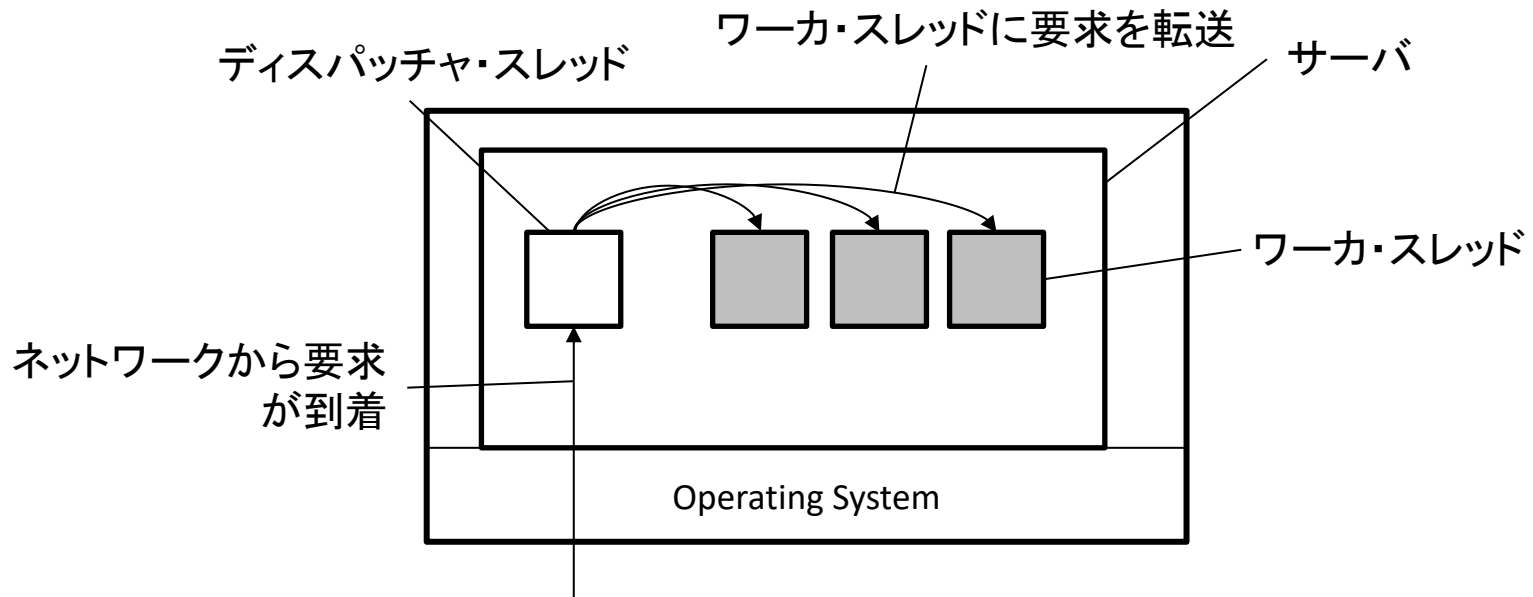 ワーカ・スレッドに要求を転送
ディスパッチャ・スレッド
サーバ
ワーカ・スレッド
ネットワークから要求
が到着
Operating System